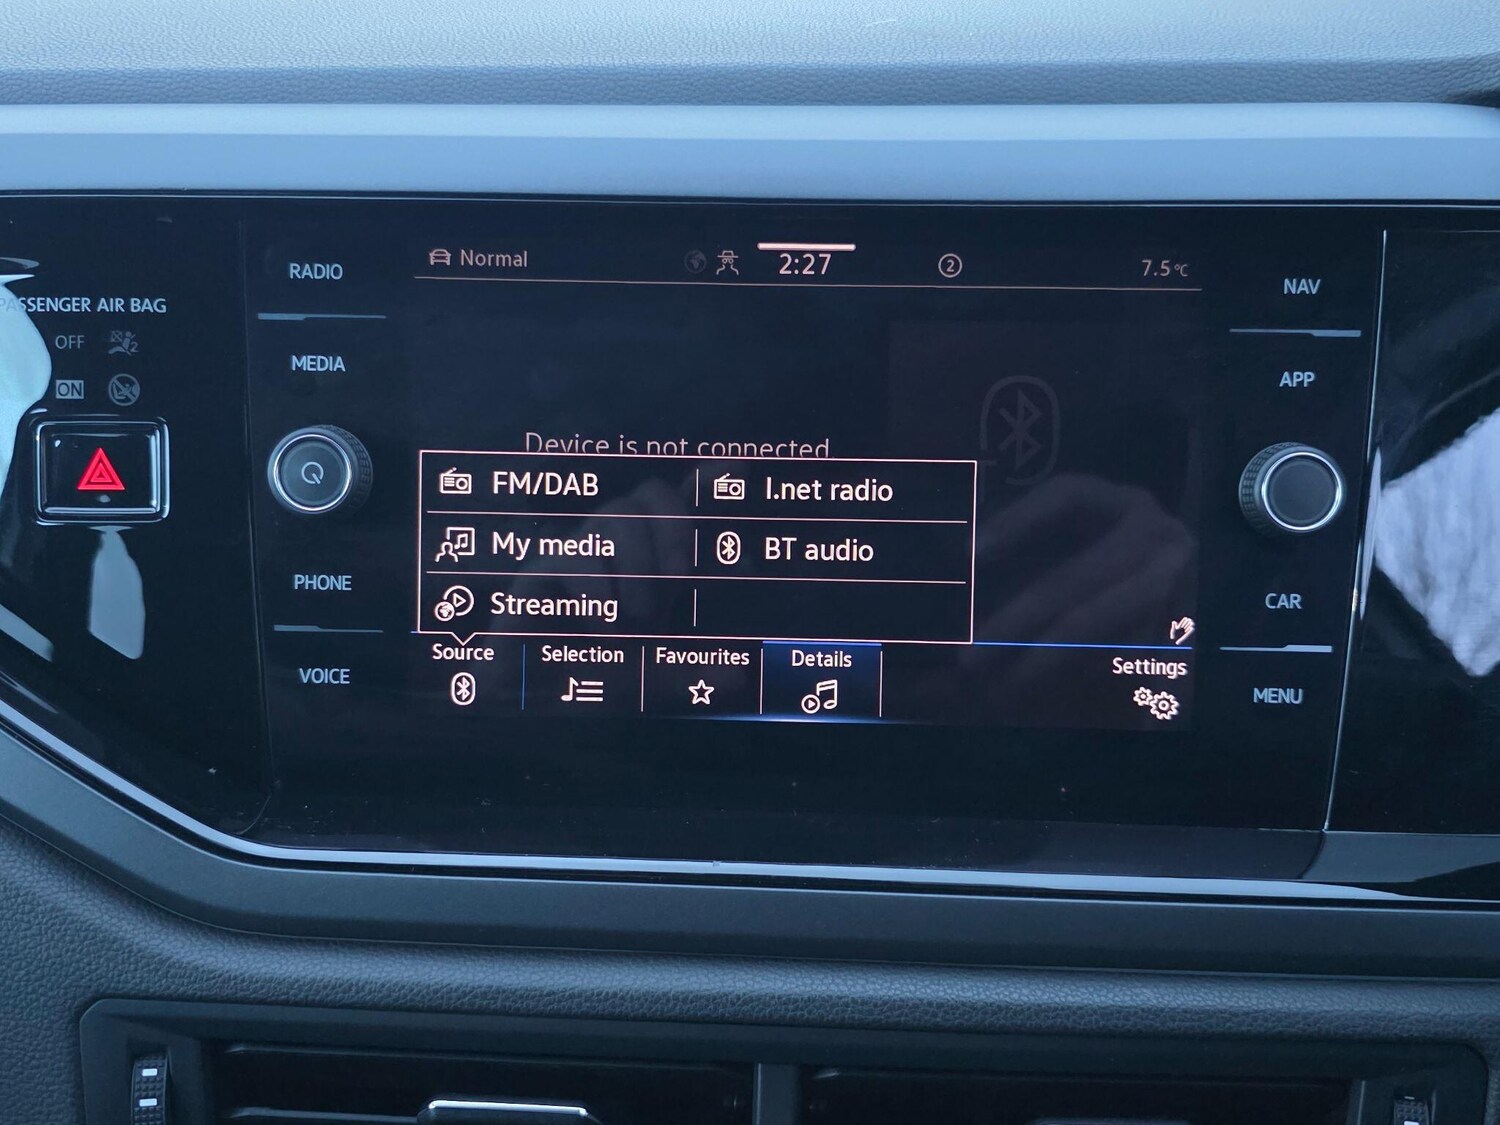 PASSENGER AIR BAG
OFF
ON
RADIO
MEDIA
PHONE
VOICE
Normal
2:27
2
7.5°C
Device is not connected.
FM/DAB
I.net radio
My media
BT audio
Streaming
Source
Selection
Favourites
Details
Settings
NAV
APP
CAR
MENU